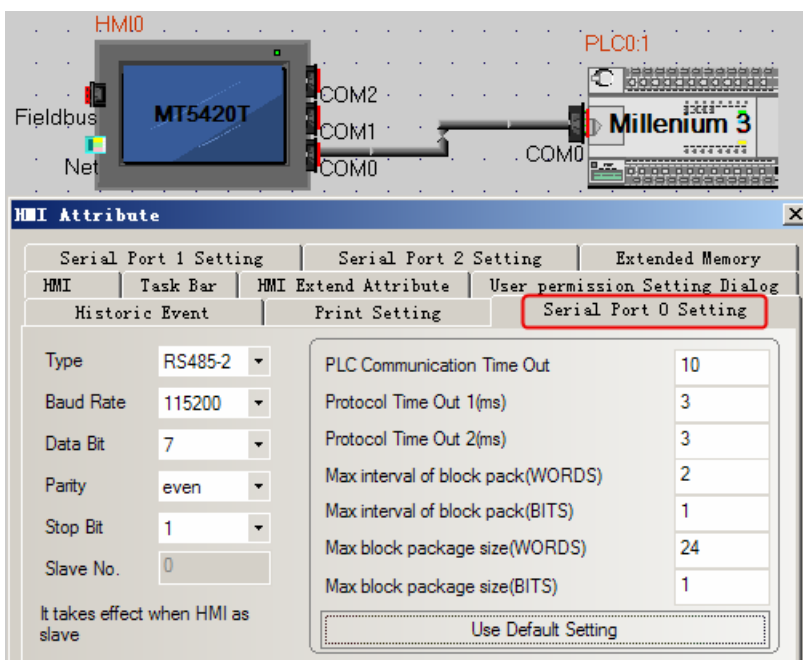 HMI0
PLC0:1
COM2
Fieldbus
MT5420T
COM1
Millenium 3
COM0
Net
COM0
HMI Attribute
Serial Port 1 Setting
Serial Port 2 Setting
Extended Memory
HMI
Task Bar
HMI Extend Attribute
User permission Setting Dialog
Historic Event
Print Setting
Serial Port 0 Setting
Type
RS485-2
PLC Communication Time Out
10
Baud Rate
115200
Protocol Time Out 1(ms)
3
Data Bit
7
Protocol Time Out 2(ms)
3
Parity
even
Max interval of block pack(WORDS)
2
Stop Bit
1
Max interval of block pack(BITS)
1
Slave No.
0
Max block package size(WORDS)
24
Max block package size(BITS)
1
It takes effect when HMI as
slave
Use Default Setting